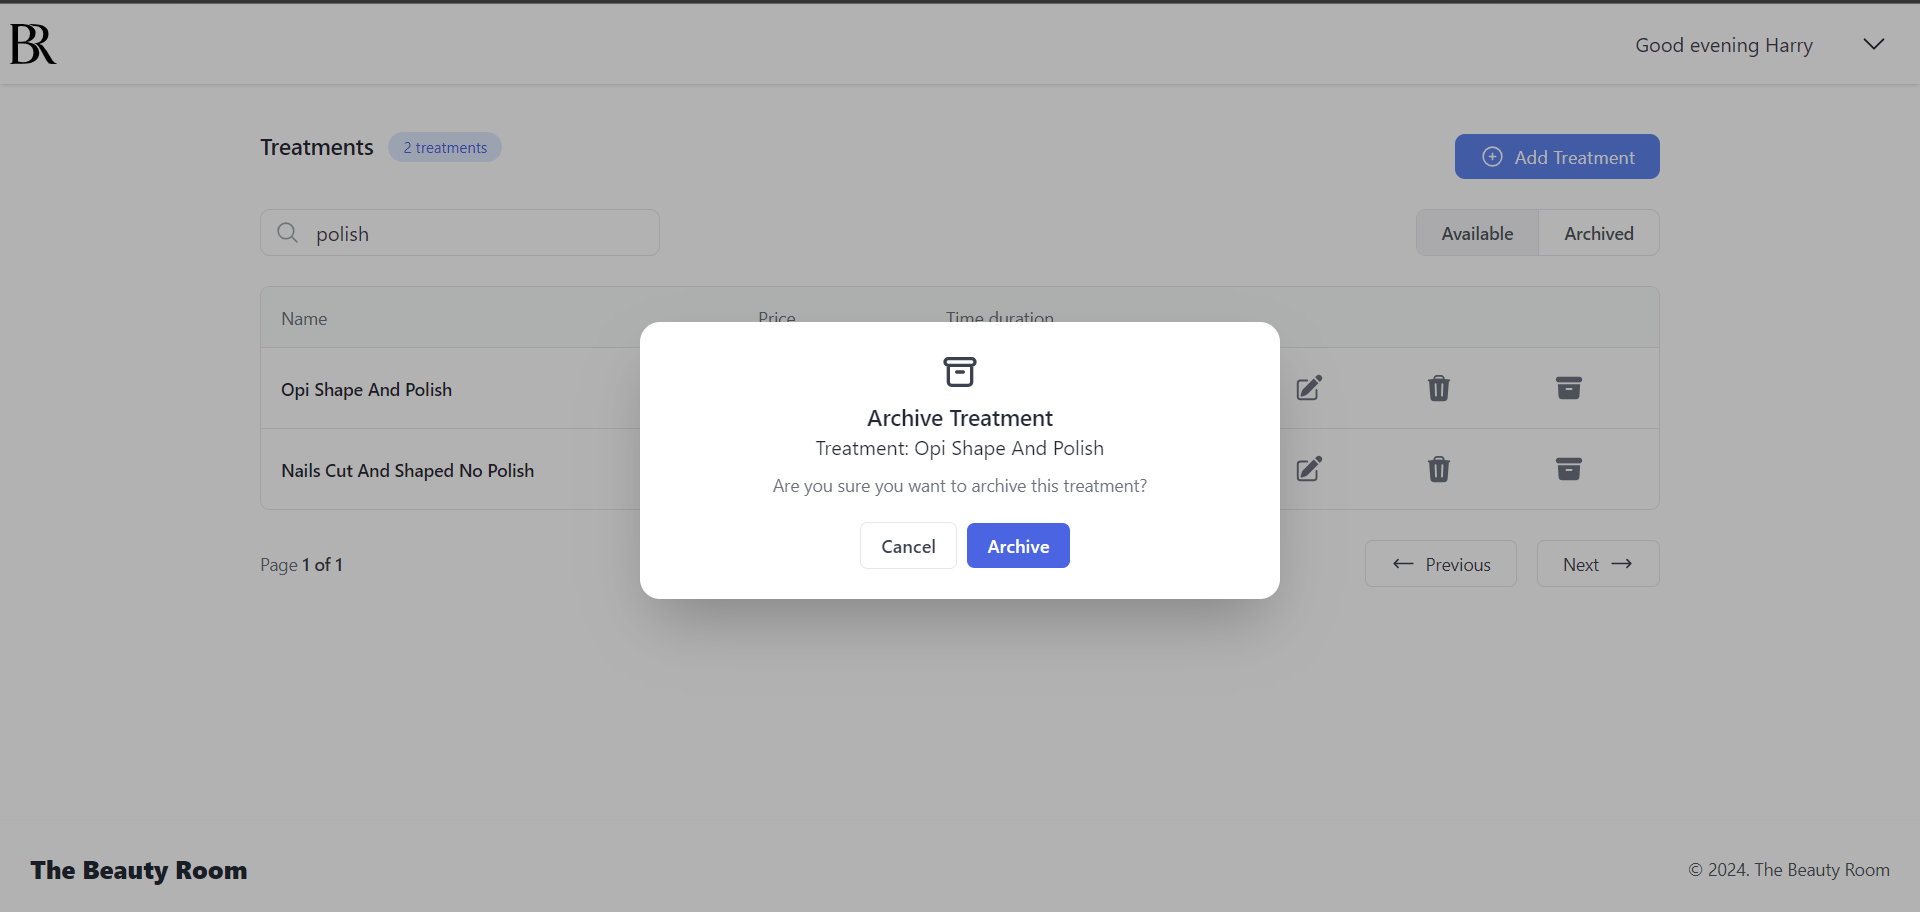 BR
Good evening Harry
Treatments
2 treatments
Add Treatment
polish
Available
Archived
Name
Price
Time duration
Opi Shape And Polish
Nails Cut And Shaped No Polish
Archive Treatment
Treatment: Opi Shape And Polish
Are you sure you want to archive this treatment?
Cancel
Archive
Page 1 of 1
Previous
Next
The Beauty Room
© 2024. The Beauty Room